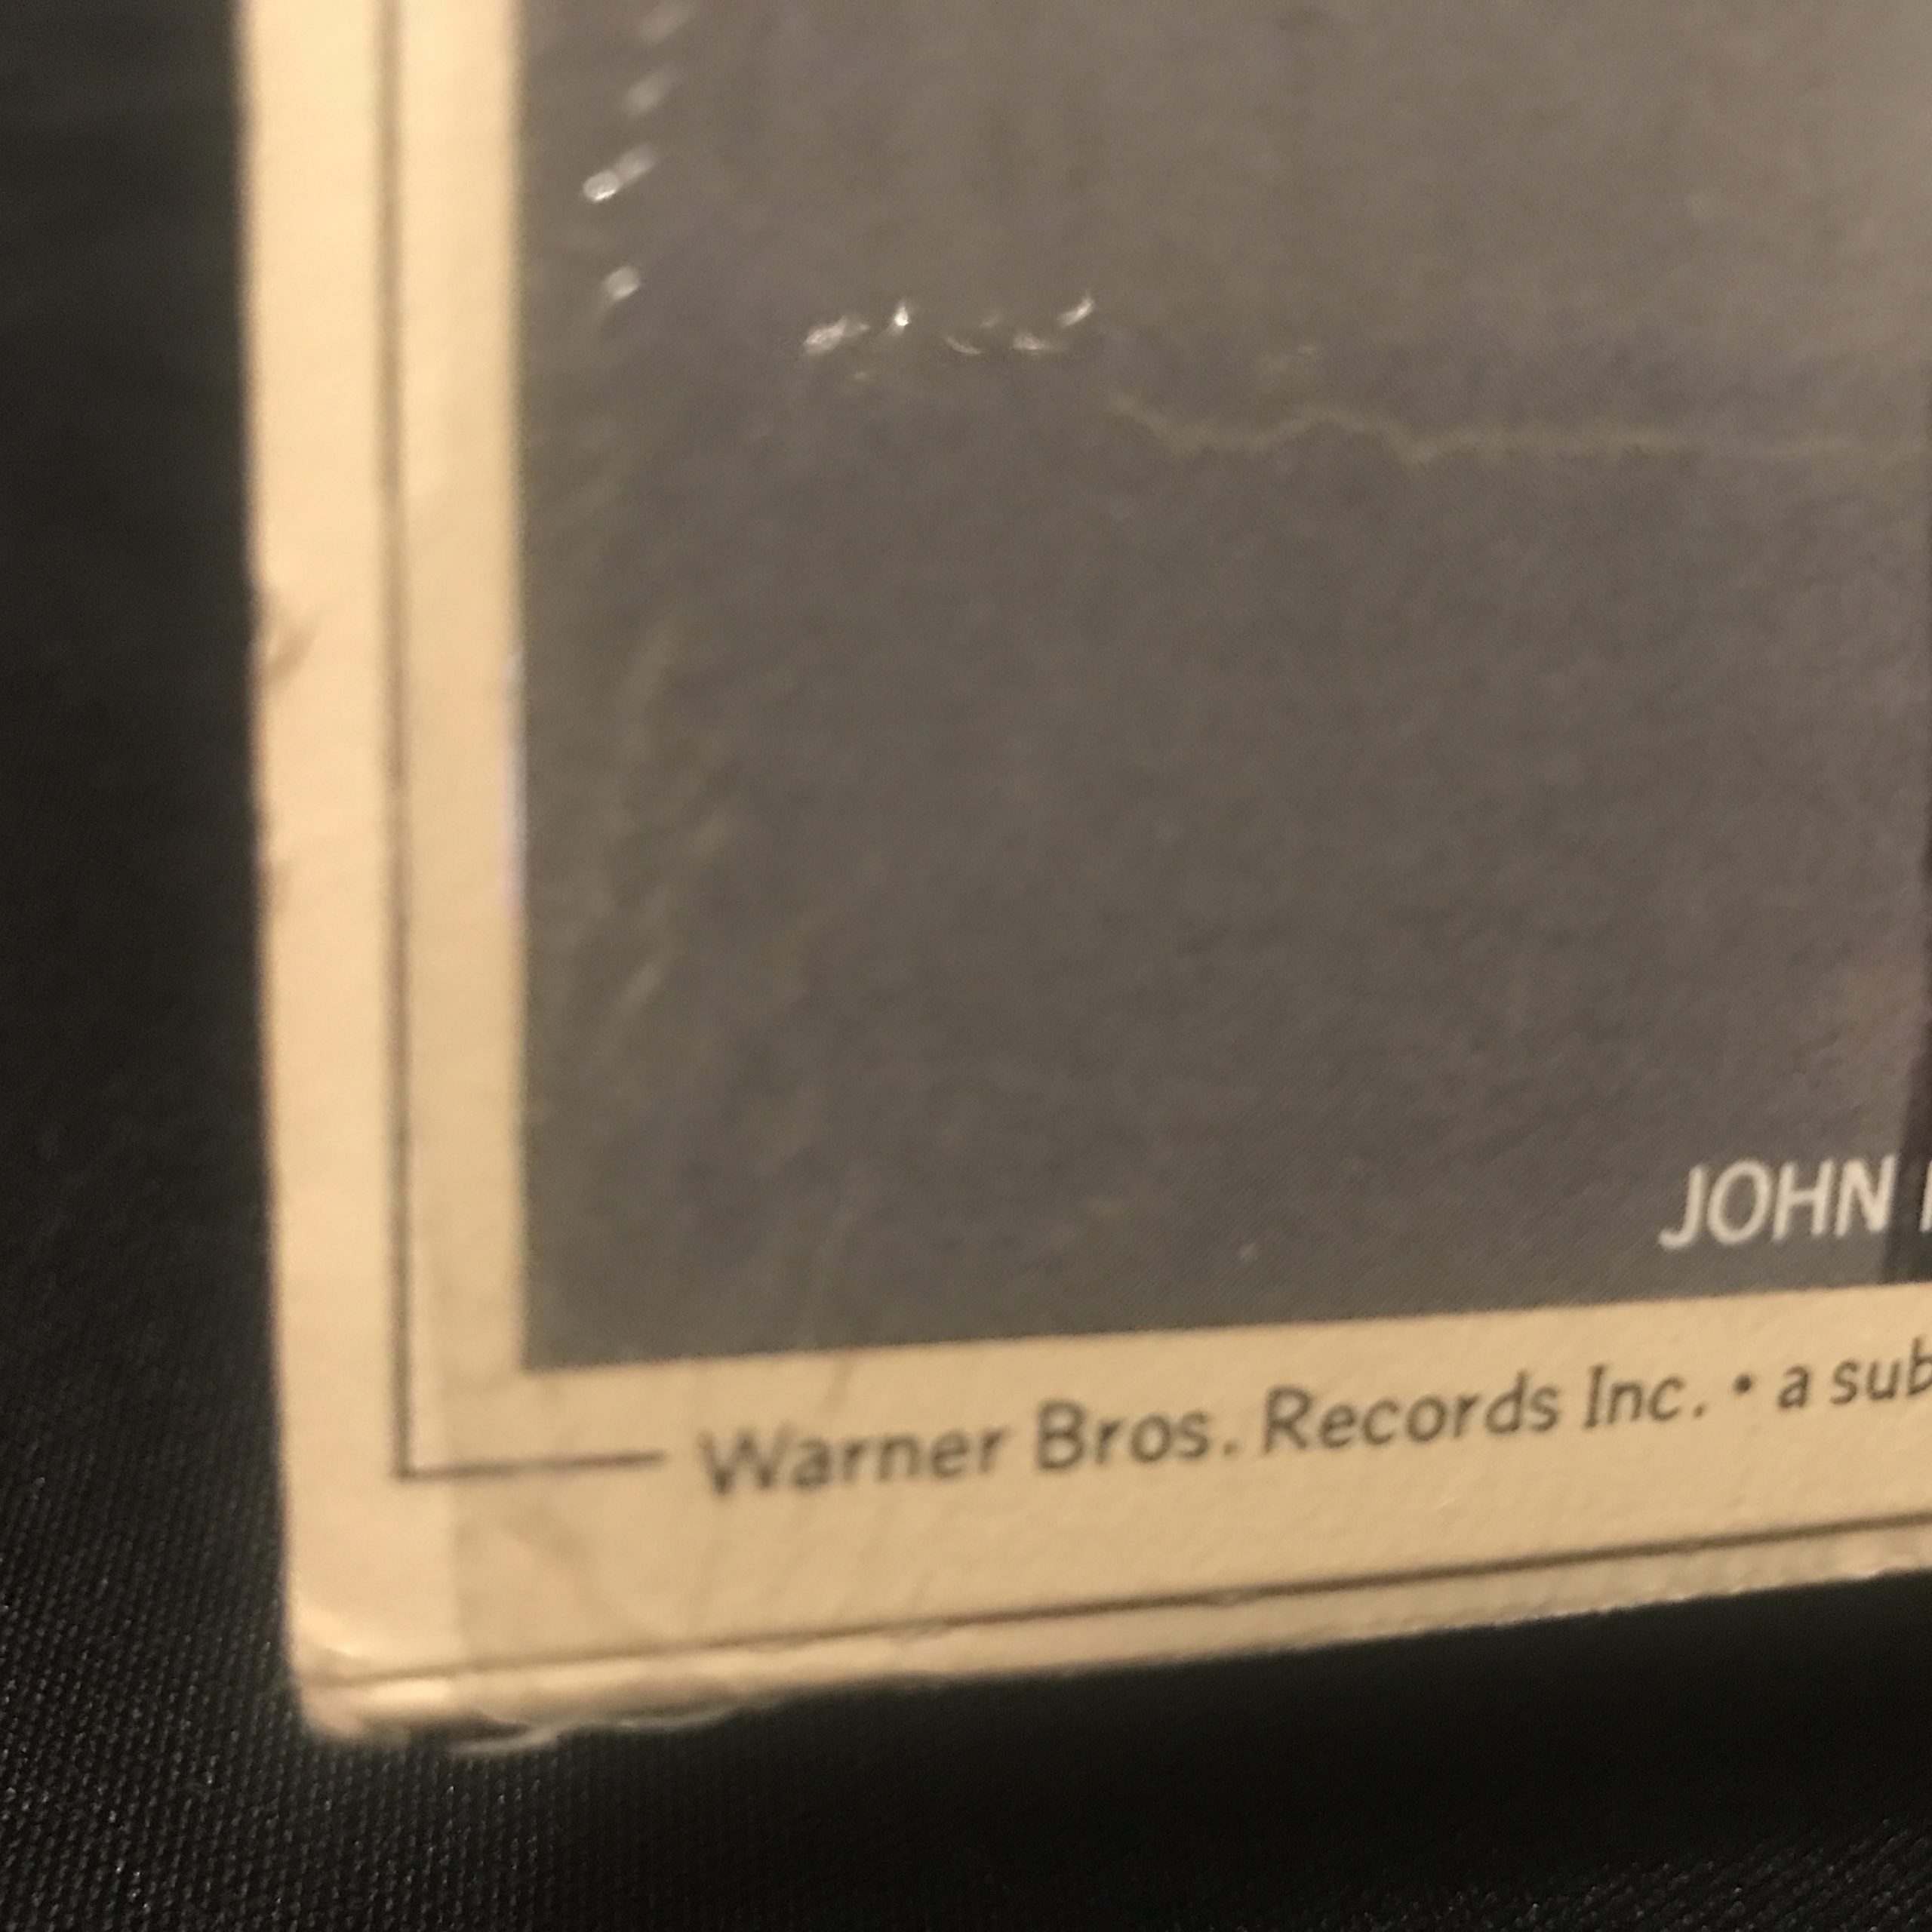 JOHN
Warner Bros. Records Inc. • a sub